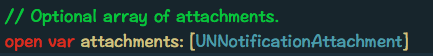 // Optional array of attachments.
open var attachments: [UNNotificationAttachment]